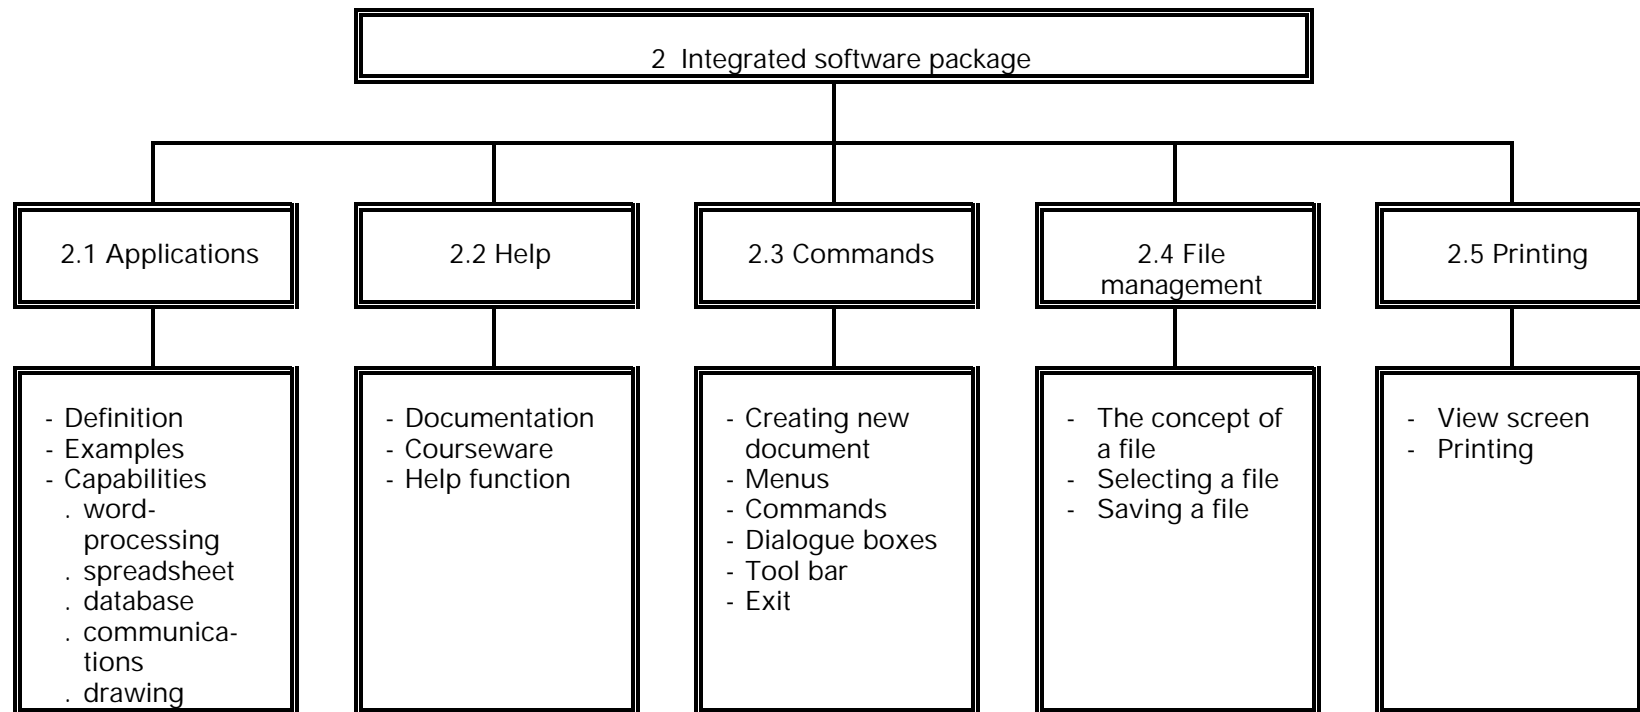 2 Integrated software package
2.1 Applications
2.2 Help
2.3 Commands
2.4 File
management
2.5 Printing
- Definition
- Examples
- Capabilities
. word-
processing
. spreadsheet
. database
. communica-
tions
. drawing
- Documentation
- Courseware
- Help function
- Creating new
document
- Menus
- Commands
- Dialogue boxes
- Tool bar
- Exit
- The concept of
a file
- Selecting a file
- Saving a file
- View screen
- Printing